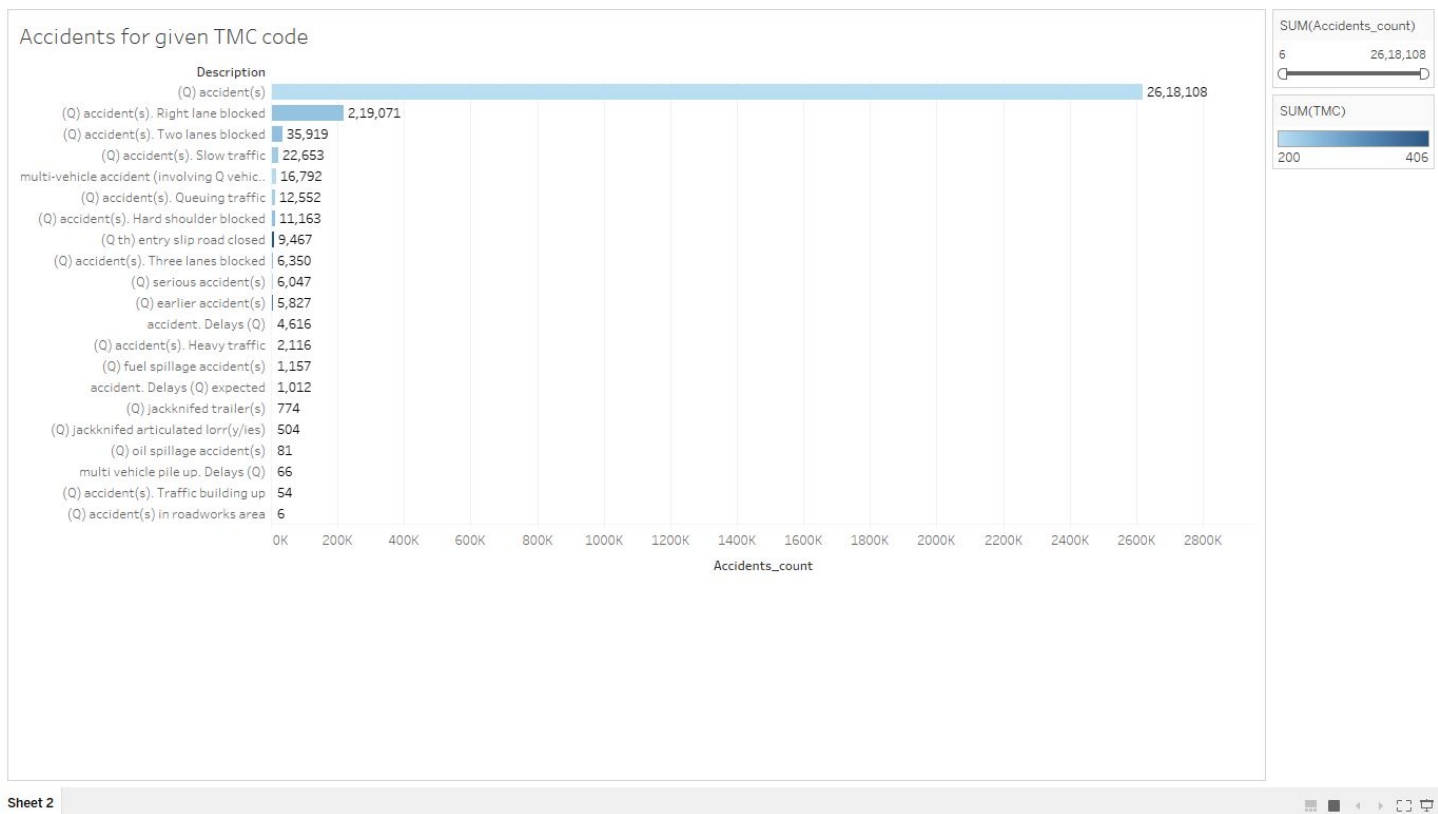 Accidents for given TMC code
Description
(Q) accident(s) 26,18,108
(Q) accident(s). Right lane blocked 2,19,071
(Q) accident(s). Two lanes blocked 35,919
(Q) accident(s). Slow traffic 22,653
multi-vehicle accident (involving Q vehic.. 16,792
(Q) accident(s). Queuing traffic 12,552
(Q) accident(s). Hard shoulder blocked 11,163
(Q th) entry slip road closed 9,467
(Q) accident(s). Three lanes blocked 6,350
(Q) serious accident(s) 6,047
(Q) earlier accident(s) 5,827
accident. Delays (Q) 4,616
(Q) accident(s). Heavy traffic 2,116
(Q) fuel spillage accident(s) 1,157
accident. Delays (Q) expected 1,012
(Q) jackknifed trailer(s) 774
(Q) jackknifed articulated lorr(y/ies) 504
(Q) oil spillage accident(s) 81
multi vehicle pile up. Delays (Q) 66
(Q) accident(s). Traffic building up 54
(Q) accident(s) in roadworks area 6
0K 200K 400K 600K 800K 1000K 1200K 1400K 1600K 1800K 2000K 2200K 2400K 2600K 2800K
Accidents_count
SUM(Accidents_count)
6 26,18,108
SUM(TMC)
200 406
Sheet 2